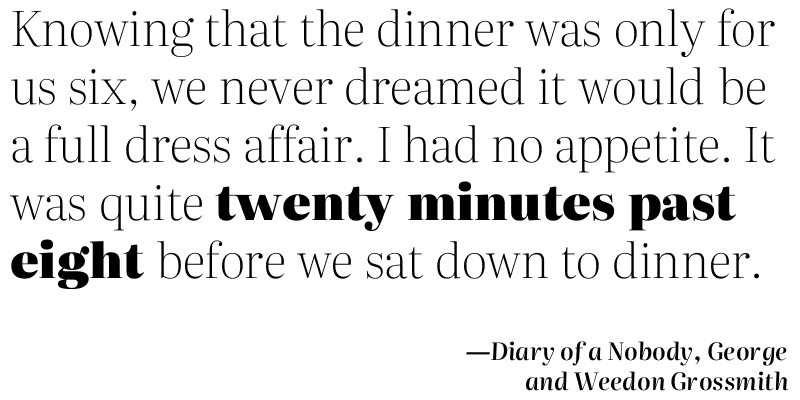 Knowing that the dinner was only for
us six, we never dreamed it would be
a full dress affair. I had no appetite. It
was quite twenty minutes past
eight before we sat down to dinner.
—Diary of a Nobody, George
and Weedon Grossmith